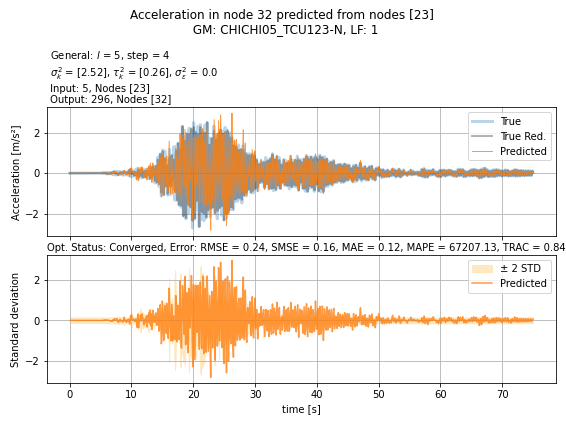 Acceleration in node 32 predicted from nodes [23]
GM: CHICHI05_TCU123-N, LF: 1
General: l = 5, step = 4
σ²ₖ = [2.52], τ²ₖ = [0.26], σ²ᵣ = 0.0
Input: 5, Nodes [23]
Output: 296, Nodes [32]
Acceleration [m/s²]
2
0
−2
True
True Red.
Predicted
Opt. Status: Converged, Error: RMSE = 0.24, SMSE = 0.16, MAE = 0.12, MAPE = 67207.13, TRAC = 0.84
Standard deviation
2
0
−2
± 2 STD
Predicted
0 10 20 30 40 50 60 70
time [s]